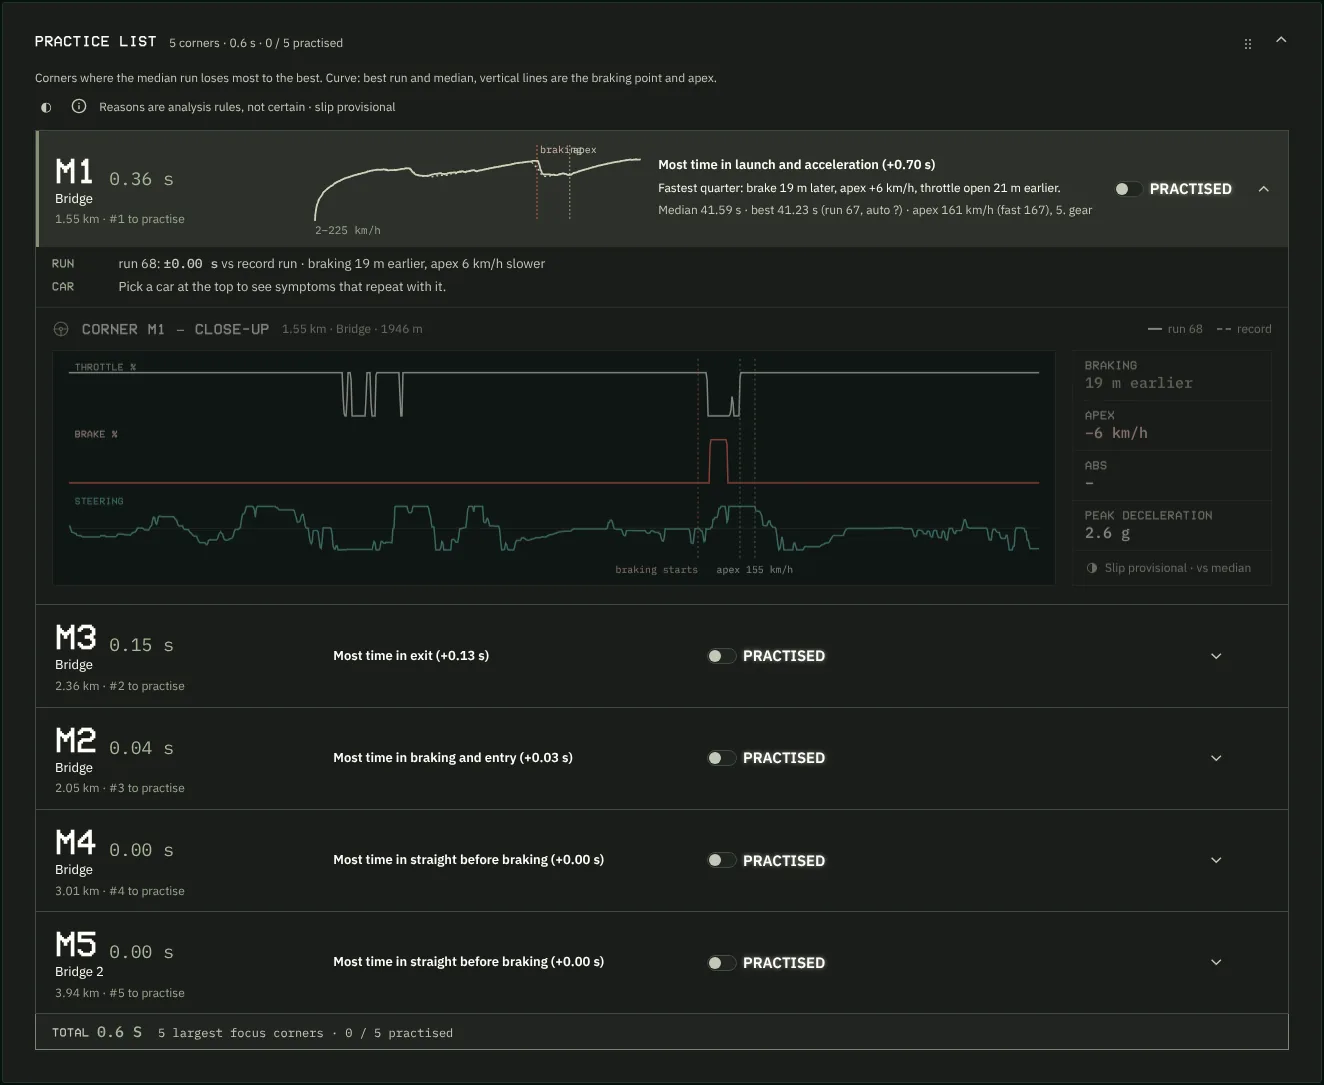 PRACTICE LIST 5 corners · 0.6 s · 0 / 5 practised
Corners where the median run loses most to the best. Curve: best run and median, vertical lines are the braking point and apex.
Reasons are analysis rules, not certain · slip provisional
M1 0.36 s
Bridge
1.55 km · #1 to practise
braking apex
2–225 km/h
Most time in launch and acceleration (+0.70 s)
Fastest quarter: brake 19 m later, apex +6 km/h, throttle open 21 m earlier.
Median 41.59 s · best 41.23 s (run 67, auto ?) · apex 161 km/h (fast 167), 5. gear
PRACTISED
RUN run 68: ±0.00 s vs record run · braking 19 m earlier, apex 6 km/h slower
CAR Pick a car at the top to see symptoms that repeat with it.
CORNER M1 – CLOSE-UP 1.55 km · Bridge · 1946 m
run 68 record
THROTTLE %
BRAKE %
STEERING
braking starts apex 155 km/h
BRAKING
19 m earlier
APEX
−6 km/h
ABS
–
PEAK DECELERATION
2.6 g
Slip provisional · vs median
M3 0.15 s
Bridge
2.36 km · #2 to practise
Most time in exit (+0.13 s)
PRACTISED
M2 0.04 s
Bridge
2.05 km · #3 to practise
Most time in braking and entry (+0.03 s)
PRACTISED
M4 0.00 s
Bridge
3.01 km · #4 to practise
Most time in straight before braking (+0.00 s)
PRACTISED
M5 0.00 s
Bridge 2
3.94 km · #5 to practise
Most time in straight before braking (+0.00 s)
PRACTISED
TOTAL 0.6 S 5 largest focus corners · 0 / 5 practised